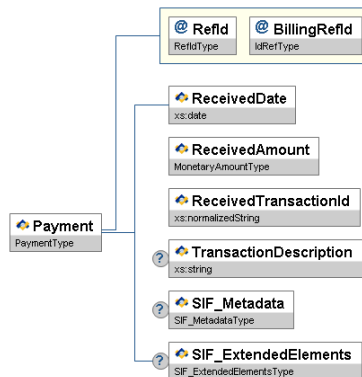 @ RefId
RefIdType
@ BillingRefId
IdRefType
ReceivedDate
xs:date
ReceivedAmount
MonetaryAmountType
ReceivedTransactionId
xs:normalizedString
Payment
PaymentType
? TransactionDescription
xs:string
? SIF_Metadata
SIF_MetadataType
? SIF_ExtendedElements
SIF_ExtendedElementsType